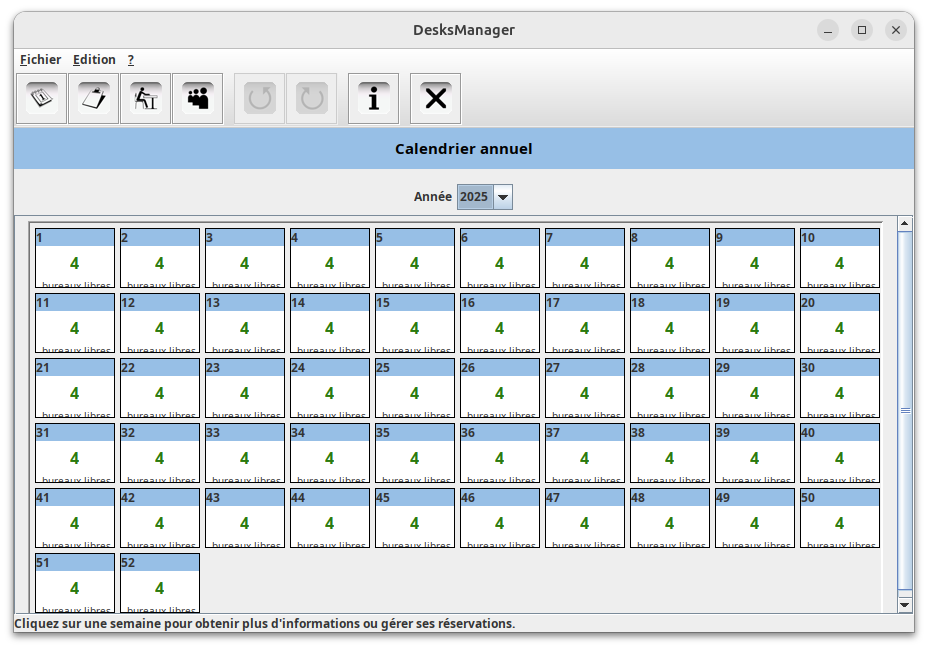 DesksManager
Fichier Edition ?
Calendrier annuel
Année 2025
1 2 3 4 5 6 7 8 9 10
4 4 4 4 4 4 4 4 4 4
bureaux libres bureaux libres bureaux libres bureaux libres bureaux libres bureaux libres bureaux libres bureaux libres bureaux libres bureaux libres
11 12 13 14 15 16 17 18 19 20
4 4 4 4 4 4 4 4 4 4
bureaux libres bureaux libres bureaux libres bureaux libres bureaux libres bureaux libres bureaux libres bureaux libres bureaux libres bureaux libres
21 22 23 24 25 26 27 28 29 30
4 4 4 4 4 4 4 4 4 4
bureaux libres bureaux libres bureaux libres bureaux libres bureaux libres bureaux libres bureaux libres bureaux libres bureaux libres bureaux libres
31 32 33 34 35 36 37 38 39 40
4 4 4 4 4 4 4 4 4 4
bureaux libres bureaux libres bureaux libres bureaux libres bureaux libres bureaux libres bureaux libres bureaux libres bureaux libres bureaux libres
41 42 43 44 45 46 47 48 49 50
4 4 4 4 4 4 4 4 4 4
bureaux libres bureaux libres bureaux libres bureaux libres bureaux libres bureaux libres bureaux libres bureaux libres bureaux libres bureaux libres
51 52
4 4
bureaux libres bureaux libres
Cliquez sur une semaine pour obtenir plus d'informations ou gérer ses réservations.